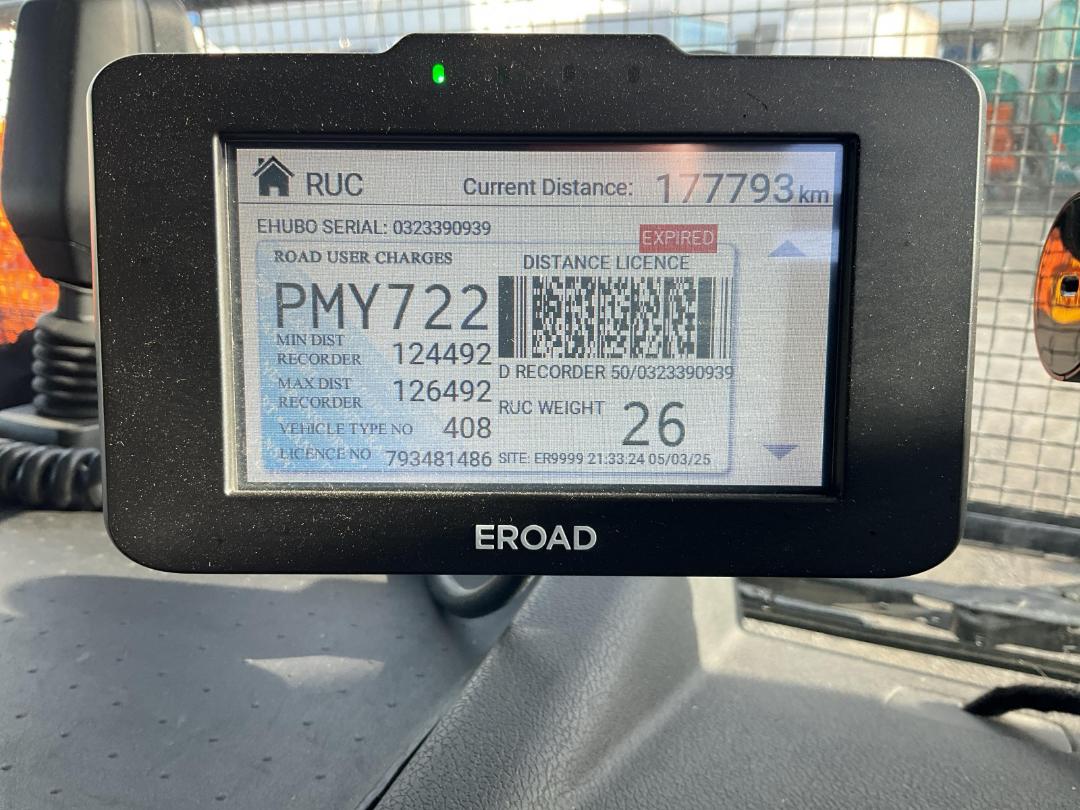 RUC Current Distance: 177793 km
EHUBO SERIAL: 0323390939
EXPIRED
ROAD USER CHARGES
DISTANCE LICENCE
PMY722
MIN DIST
RECORDER 124492
D RECORDER 50/0323390939
MAX DIST
RECORDER 126492
RUC WEIGHT 26
VEHICLE TYPE NO 408
LICENCE NO 793481486
SITE: ER9999 21:33:24 05/03/25
EROAD